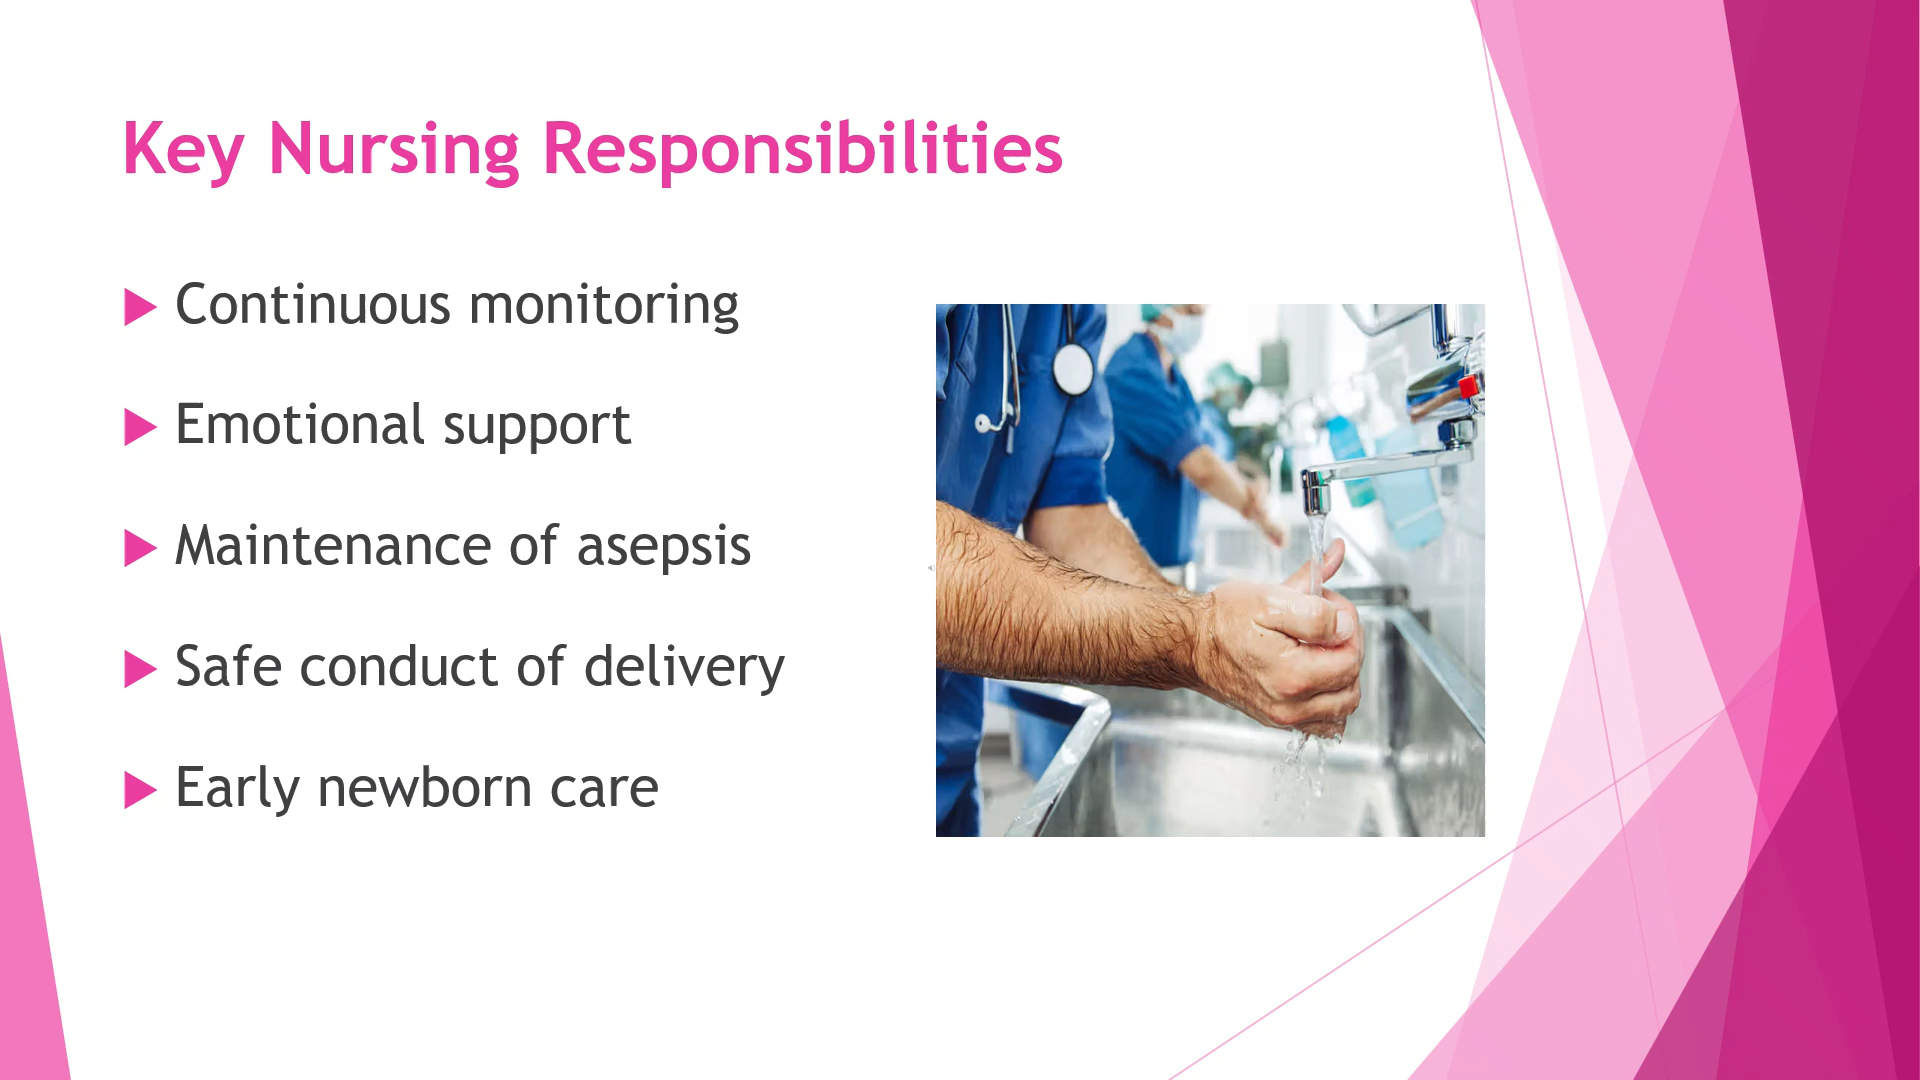 Key Nursing Responsibilities
Continuous monitoring
Emotional support
Maintenance of asepsis
Safe conduct of delivery
Early newborn care